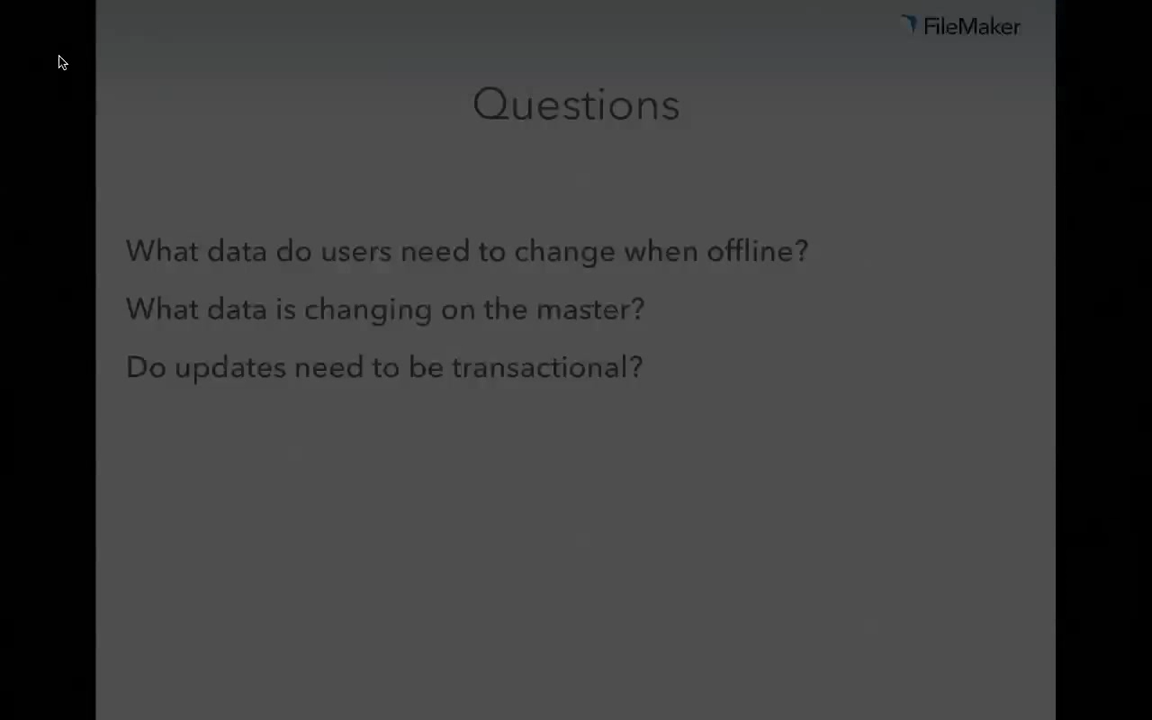 FileMaker
Questions
What data do users need to change when offline?
What data is changing on the master?
Do updates need to be transactional?